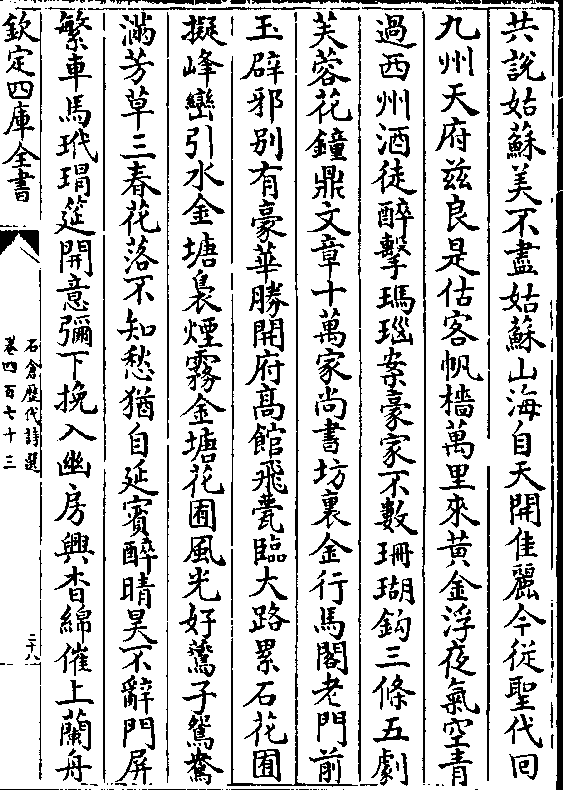 共說姑蘇美不盡姑蘇山海自天開佳麗今從聖代回
九州天府兹良是估客帆檣萬里來黄金浮夜氣空青
過西州酒徒醉擊瑪瑙案豪家不數珊瑚鈎三條五劇
芙蓉花鐘鼎文章十萬家尚書坊裏金行馬閣老門前
玉辟邪别有豪華勝開府高館飛甍臨大路累石花囿
擬峰巒引水金塘裊煙霧金塘花囿風光好鷰子鴛鴦
滿芳草三春花落不知愁猶自延賓醉晴昊不辭門屏
繁車馬玳瑁筵開意彌下挽入幽房興杳綿催上蘭舟
欽定四庫全書
石倉歷代詩選
卷四百七十三
二十八